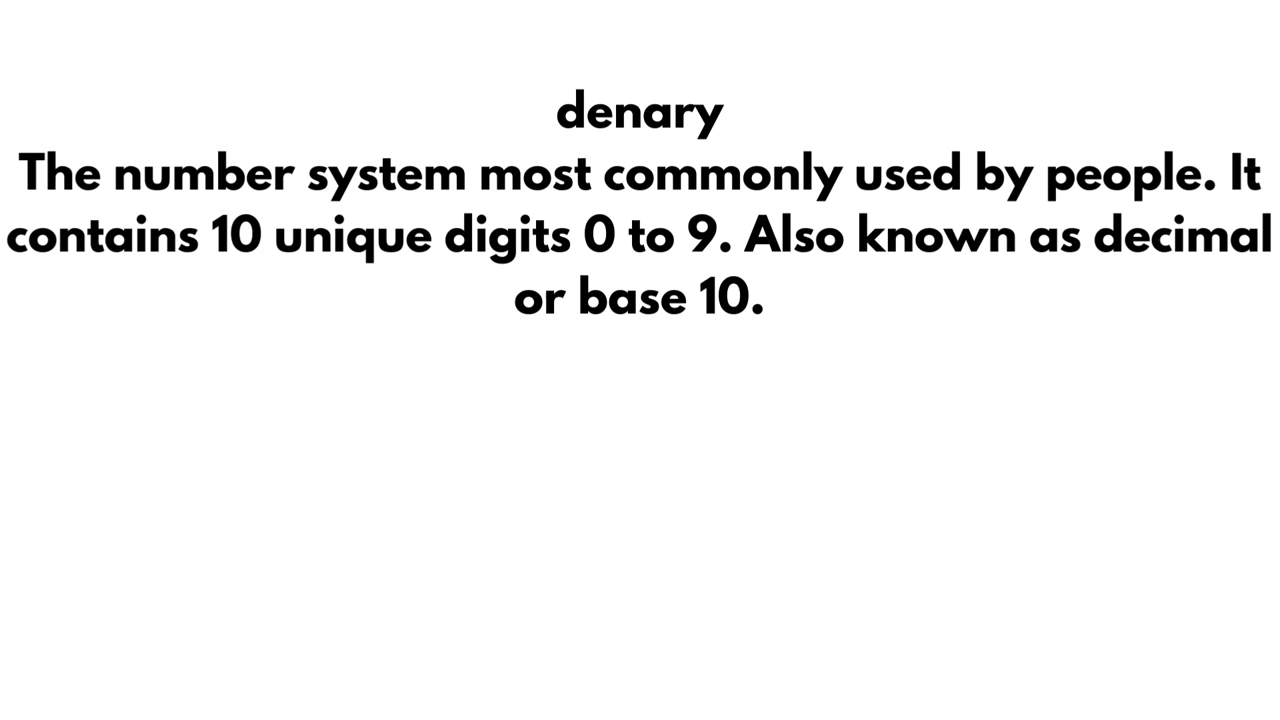 denary
The number system most commonly used by people. It
contains 10 unique digits 0 to 9. Also known as decimal
or base 10.